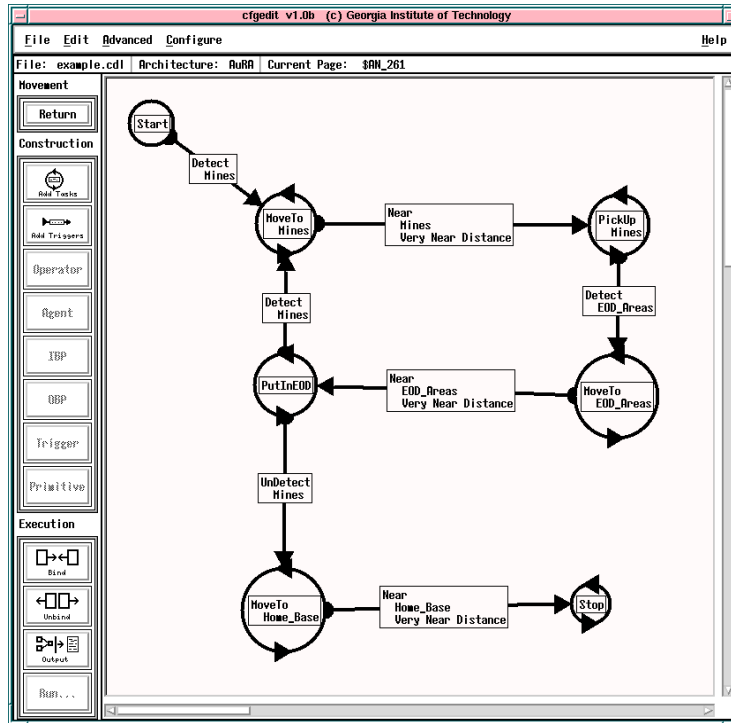 cfgedit v1.0b (c) Georgia Institute of Technology
File Edit Advanced Configure Help
File: example.cdl Architecture: AuRA Current Page: $AN_261
Movement
Return
Construction
Add Tasks
Add Triggers
Operator
Agent
IBP
OBP
Trigger
Primitive
Execution
Bind
Unbind
Output
Run...
Start
Detect
Mines
MoveTo
Mines
Near
Mines
Very Near Distance
PickUp
Mines
Detect
EOD_Areas
MoveTo
EOD_Areas
Near
EOD_Areas
Very Near Distance
PutInEOD
Detect
Mines
UnDetect
Mines
MoveTo
Home_Base
Near
Home_Base
Very Near Distance
Stop